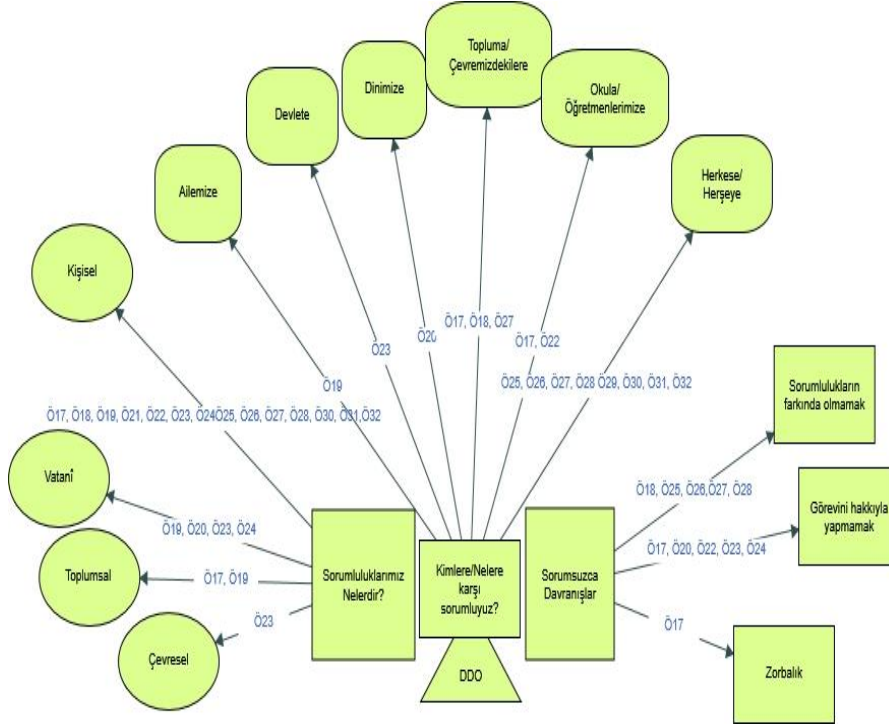 Topluma/
Çevremizdekilere
Dinimize
Okula/
Öğretmenlerimize
Devlete
Herkese/
Herşeye
Ailemize
Kişisel
Ö17, Ö18, Ö27
Ö20
Ö17, Ö22
Ö23
Ö19
Ö25, Ö26, Ö27, Ö28 Ö29, Ö30, Ö31, Ö32
Sorumlulukların
farkında olmamak
Ö17, Ö18, Ö19, Ö21, Ö22, Ö23, Ö24Ö25, Ö26, Ö27, Ö28, Ö30, Ö31,Ö32
Vatanî
Ö18, Ö25, Ö26,Ö27, Ö28
Görevini hakkıyla
yapmamak
Ö19, Ö20, Ö23, Ö24
Ö17, Ö20, Ö22, Ö23, Ö24
Toplumsal
Ö17, Ö19
Sorumluluklarımız
Nelerdir?
Kimlere/Nelere
karşı
sorumluyuz?
Sorumsuzca
Davranışlar
Ö23
Ö17
Çevresel
DDO
Zorbalık